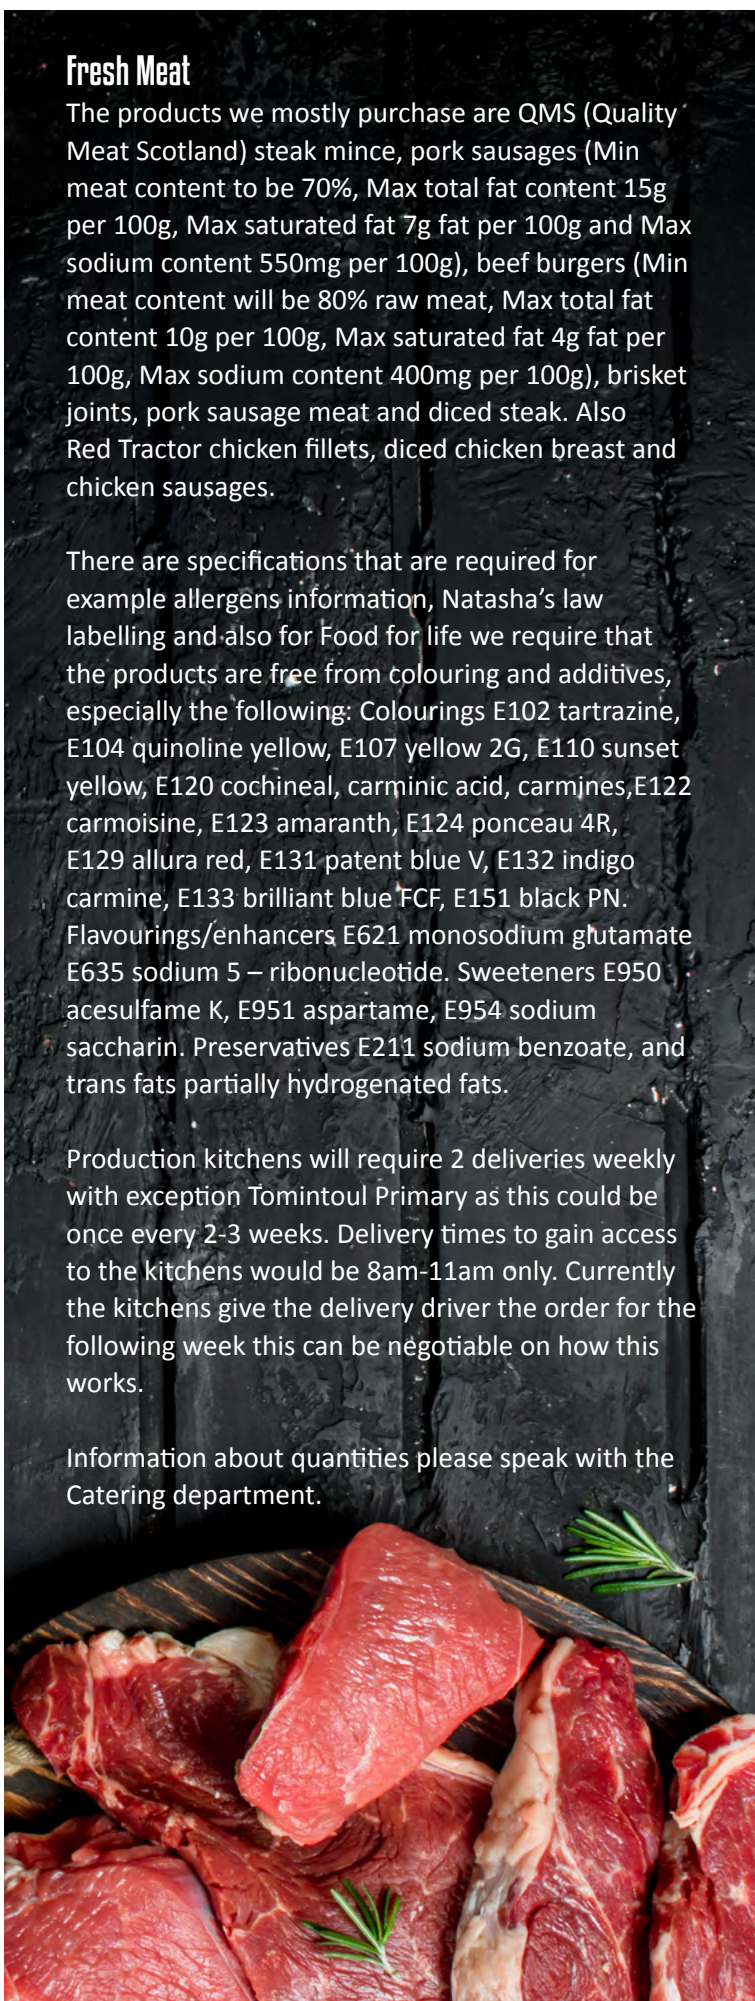 Fresh Meat
The products we mostly purchase are QMS (Quality
Meat Scotland) steak mince, pork sausages (Min
meat content to be 70%, Max total fat content 15g
per 100g, Max saturated fat 7g fat per 100g and Max
sodium content 550mg per 100g), beef burgers (Min
meat content will be 80% raw meat, Max total fat
content 10g per 100g, Max saturated fat 4g fat per
100g, Max sodium content 400mg per 100g), brisket
joints, pork sausage meat and diced steak. Also
Red Tractor chicken fillets, diced chicken breast and
chicken sausages.
There are specifications that are required for
example allergens information, Natasha’s law
labelling and also for Food for life we require that
the products are free from colouring and additives,
especially the following: Colourings E102 tartrazine,
E104 quinoline yellow, E107 yellow 2G, E110 sunset
yellow, E120 cochineal, carminic acid, carmines,E122
carmoisine, E123 amaranth, E124 ponceau 4R,
E129 allura red, E131 patent blue V, E132 indigo
carmine, E133 brilliant blue FCF, E151 black PN.
Flavourings/enhancers E621 monosodium glutamate
E635 sodium 5 – ribonucleotide. Sweeteners E950
acesulfame K, E951 aspartame, E954 sodium
saccharin. Preservatives E211 sodium benzoate, and
trans fats partially hydrogenated fats.
Production kitchens will require 2 deliveries weekly
with exception Tomintoul Primary as this could be
once every 2-3 weeks. Delivery times to gain access
to the kitchens would be 8am-11am only. Currently
the kitchens give the delivery driver the order for the
following week this can be negotiable on how this
works.
Information about quantities please speak with the
Catering department.